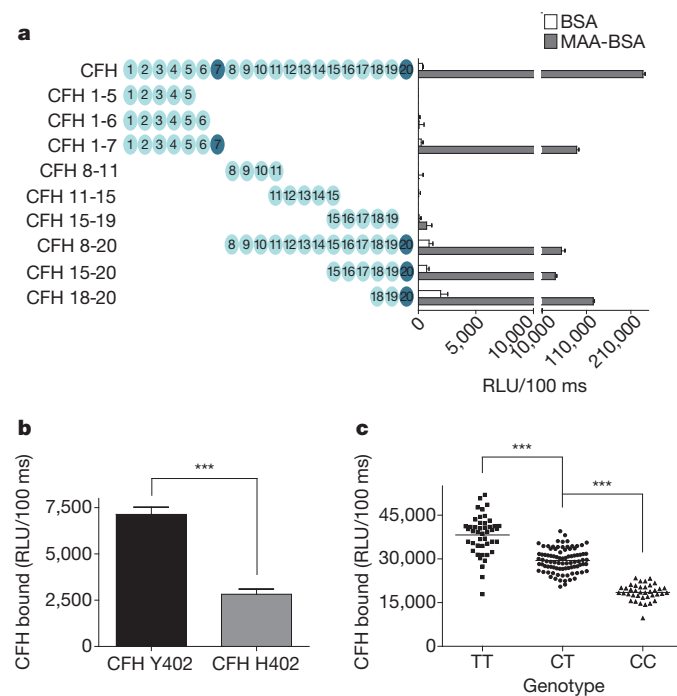 a
BSA
MAA-BSA
CFH 1 2 3 4 5 6 7 8 9 10 11 12 13 14 15 16 17 18 19 20
CFH 1-5 1 2 3 4 5
CFH 1-6 1 2 3 4 5 6
CFH 1-7 1 2 3 4 5 6 7
CFH 8-11 8 9 10 11
CFH 11-15 11 12 13 14 15
CFH 15-19 15 16 17 18 19
CFH 8-20 8 9 10 11 12 13 14 15 16 17 18 19 20
CFH 15-20 15 16 17 18 19 20
CFH 18-20 18 19 20
0 5,000 10,000 10,000 110,000 210,000
RLU/100 ms
b
CFH bound (RLU/100 ms)
***
7,500
5,000
2,500
0
CFH Y402 CFH H402
c
CFH bound (RLU/100 ms)
***
***
45,000
30,000
15,000
0
TT CT CC
Genotype